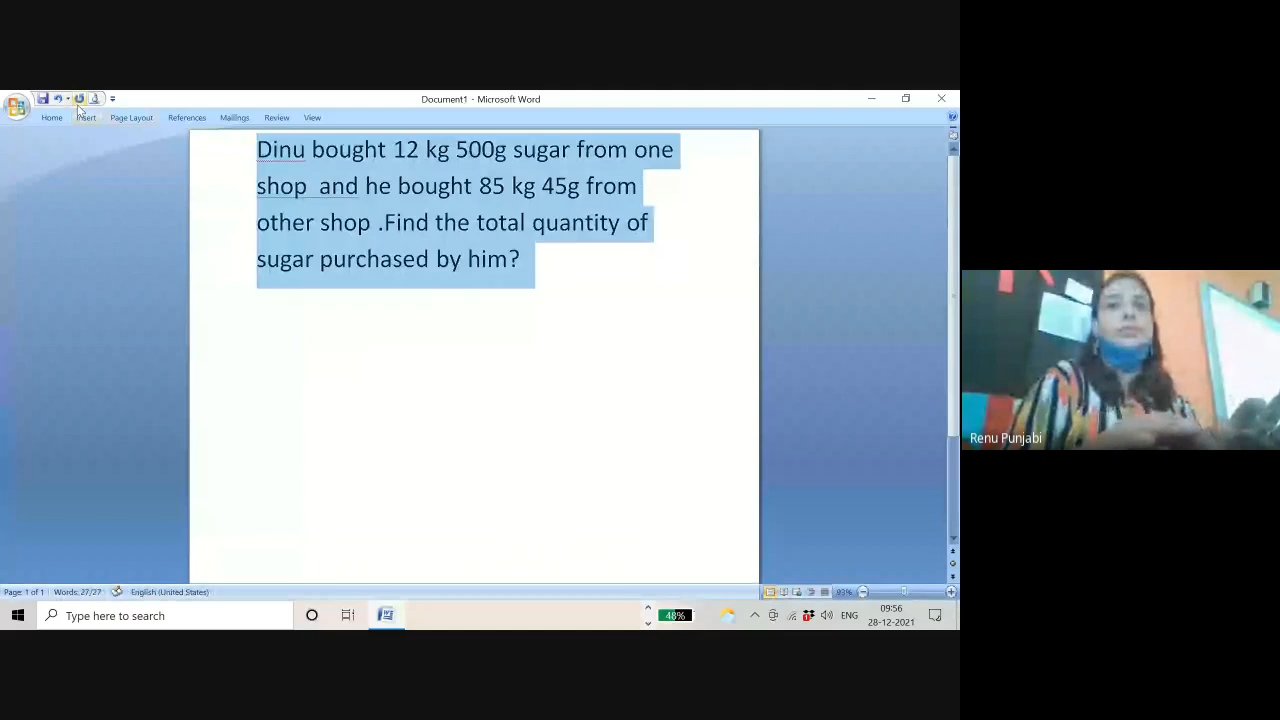 Document1 - Microsoft Word
Home Insert Page Layout References Mailings Review View
Dinu bought 12 kg 500g sugar from one
shop  and he bought 85 kg 45g from
other shop .Find the total quantity of
sugar purchased by him?
Renu Punjabi
Page: 1 of 1 Words: 27/27 English (United States) 93%
Type here to search
48%
ENG
09:56
28-12-2021